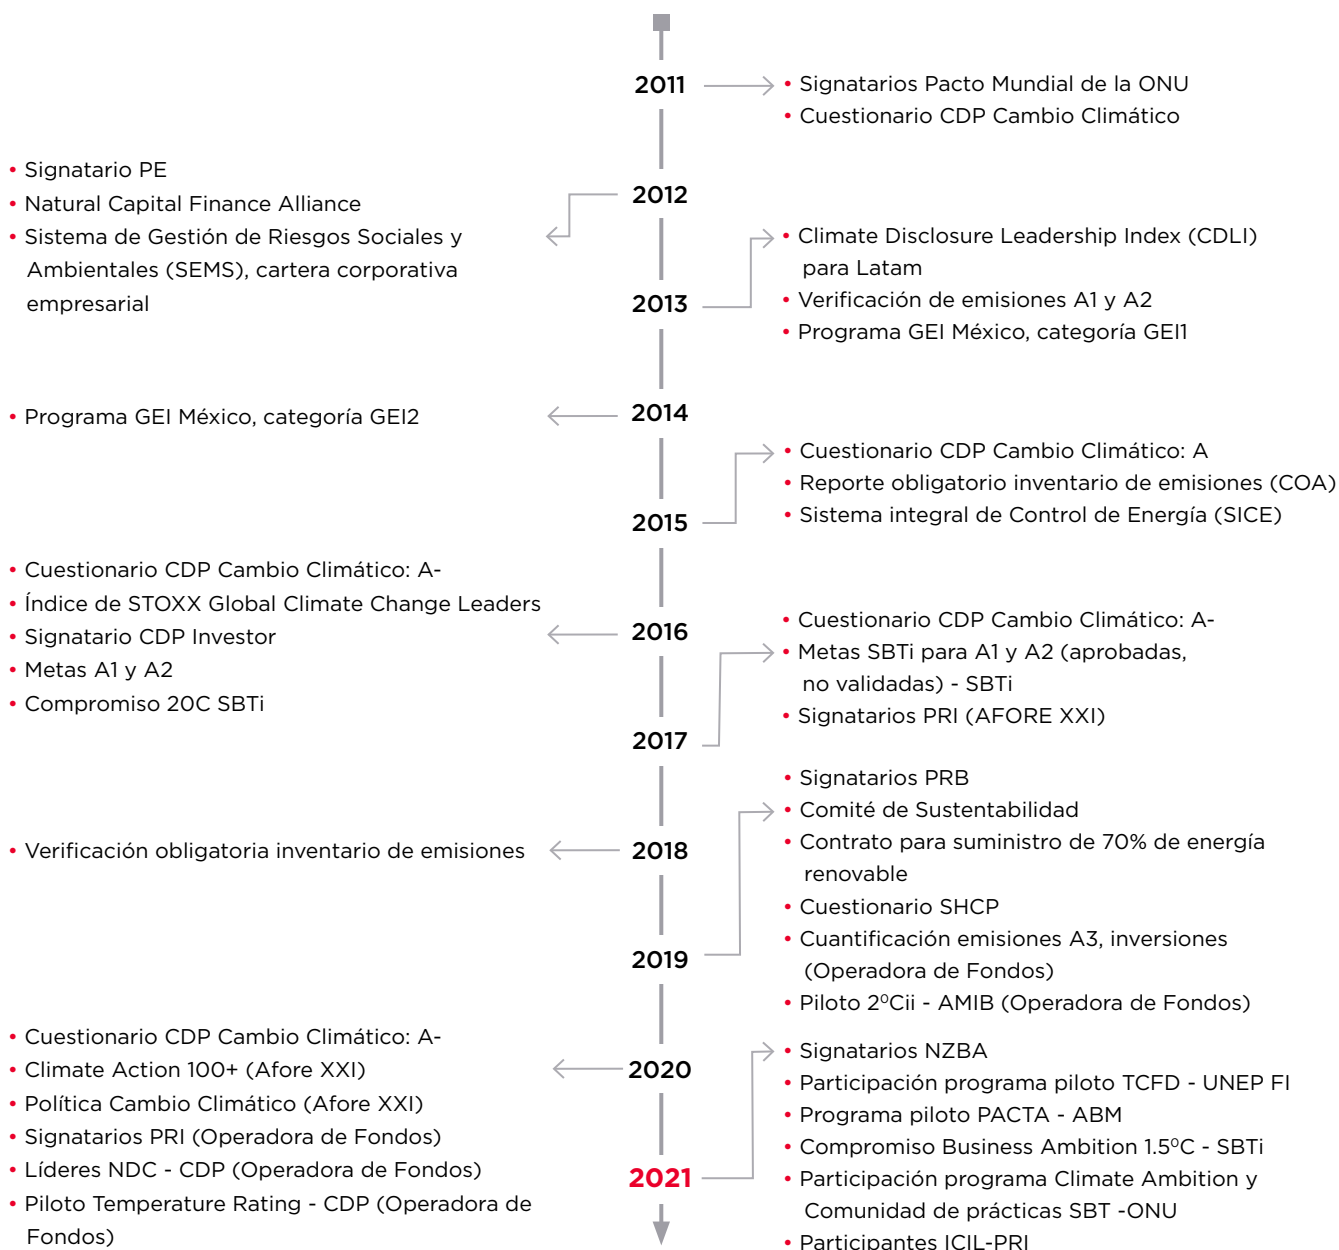 2011
• Signatarios Pacto Mundial de la ONU
• Cuestionario CDP Cambio Climático
2012
• Signatario PE
• Natural Capital Finance Alliance
• Sistema de Gestión de Riesgos Sociales y
Ambientales (SEMS), cartera corporativa
empresarial
2013
• Climate Disclosure Leadership Index (CDLI)
para Latam
• Verificación de emisiones A1 y A2
• Programa GEI México, categoría GEI1
2014
• Programa GEI México, categoría GEI2
2015
• Cuestionario CDP Cambio Climático: A
• Reporte obligatorio inventario de emisiones (COA)
• Sistema integral de Control de Energía (SICE)
2016
• Cuestionario CDP Cambio Climático: A-
• Índice de STOXX Global Climate Change Leaders
• Signatario CDP Investor
• Metas A1 y A2
• Compromiso 20C SBTi
2017
• Cuestionario CDP Cambio Climático: A-
• Metas SBTi para A1 y A2 (aprobadas,
no validadas) - SBTi
• Signatarios PRI (AFORE XXI)
2018
• Verificación obligatoria inventario de emisiones
2019
• Signatarios PRB
• Comité de Sustentabilidad
• Contrato para suministro de 70% de energía
renovable
• Cuestionario SHCP
• Cuantificación emisiones A3, inversiones
(Operadora de Fondos)
• Piloto 2⁰Cii - AMIB (Operadora de Fondos)
2020
• Cuestionario CDP Cambio Climático: A-
• Climate Action 100+ (Afore XXI)
• Política Cambio Climático (Afore XXI)
• Signatarios PRI (Operadora de Fondos)
• Líderes NDC - CDP (Operadora de Fondos)
• Piloto Temperature Rating - CDP (Operadora de
Fondos)
2021
• Signatarios NZBA
• Participación programa piloto TCFD - UNEP FI
• Programa piloto PACTA - ABM
• Compromiso Business Ambition 1.5⁰C - SBTi
• Participación programa Climate Ambition y
Comunidad de prácticas SBT -ONU
• Participantes ICIL-PRI